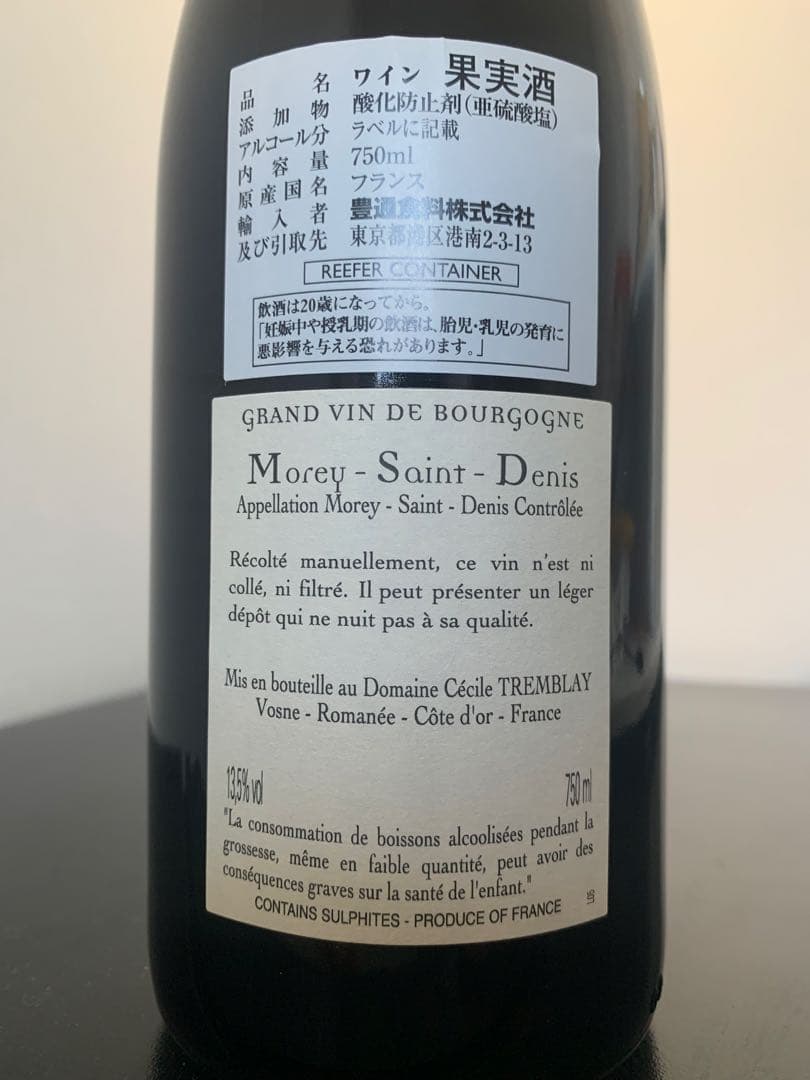 品名 ワイン 果実酒
添加物 酸化防止剤(亜硫酸塩)
アルコール分 ラベルに記載
内容量 750ml
原産国名 フランス
輸入者 豊通食料株式会社
及び引取先 東京都港区港南2-3-13
REEFER CONTAINER
飲酒は20歳になってから。
「妊娠中や授乳期の飲酒は、胎児・乳児の発育に
悪影響を与える恐れがあります。」
GRAND VIN DE BOURGOGNE
Morey - Saint - Denis
Appellation Morey - Saint - Denis Contrôlée
Récolté manuellement, ce vin n'est ni
collé, ni filtré. Il peut présenter un léger
dépôt qui ne nuit pas à sa qualité.
Mis en bouteille au Domaine Cécile TREMBLAY
Vosne - Romanée - Côte d'or - France
13,5% vol 750 ml
"La consommation de boissons alcoolisées pendant la
grossesse, même en faible quantité, peut avoir des
conséquences graves sur la santé de l'enfant."
CONTAINS SULPHITES - PRODUCE OF FRANCE